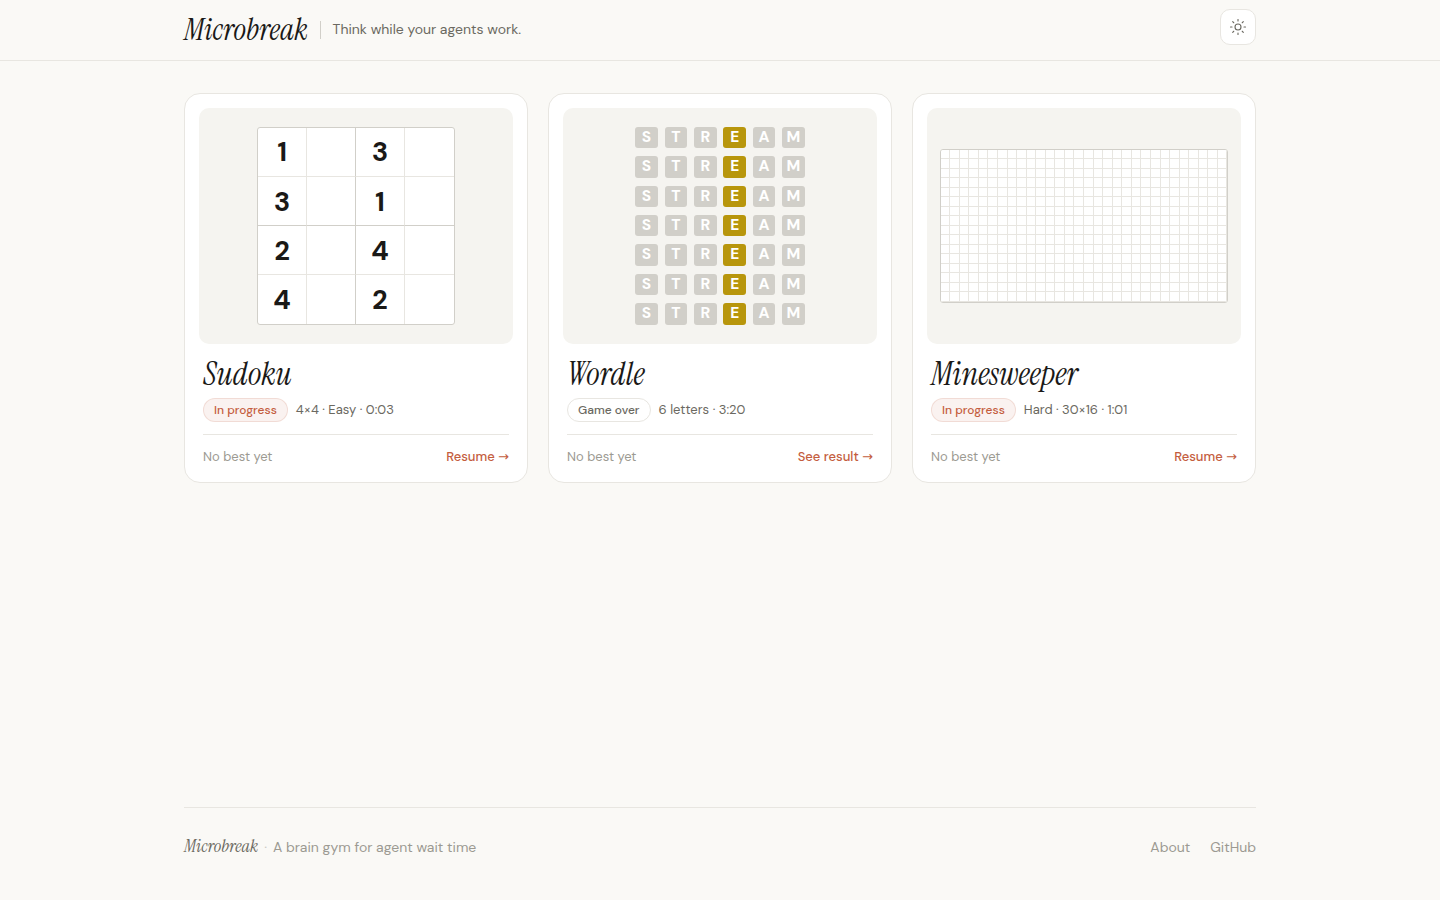 Microbreak
Think while your agents work.
1 3
3 1
2 4
4 2
STREAM
STREAM
STREAM
STREAM
STREAM
STREAM
STREAM
Sudoku
In progress 4×4 · Easy · 0:03
No best yet Resume →
Wordle
Game over 6 letters · 3:20
No best yet See result →
Minesweeper
In progress Hard · 30×16 · 1:01
No best yet Resume →
Microbreak · A brain gym for agent wait time
About GitHub